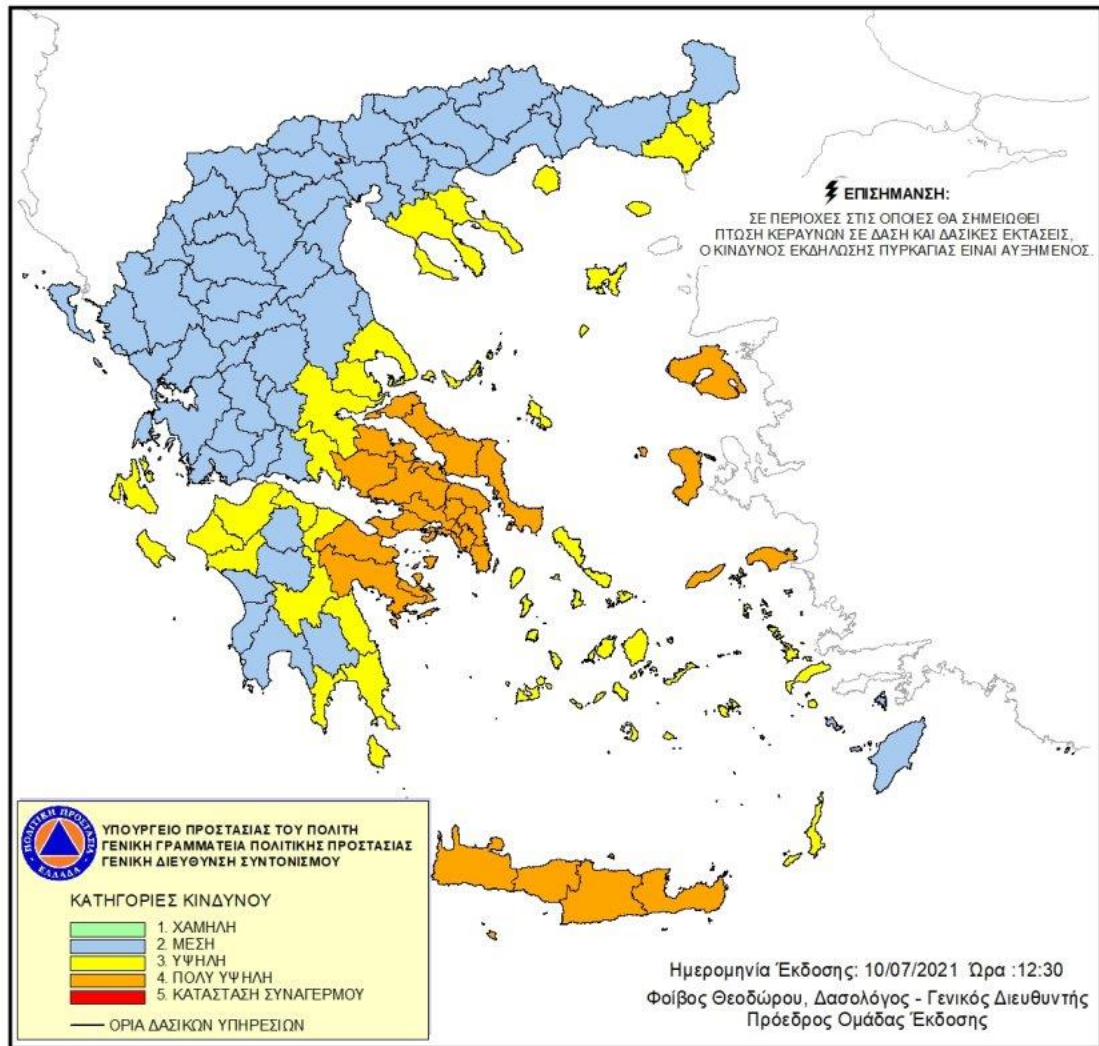 ΕΠΙΣΗΜΑΝΣΗ:
ΣΕ ΠΕΡΙΟΧΕΣ ΣΤΙΣ ΟΠΟΙΕΣ ΘΑ ΣΗΜΕΙΩΘΕΙ
ΠΤΩΣΗ ΚΕΡΑΥΝΩΝ ΣΕ ΔΑΣΗ ΚΑΙ ΔΑΣΙΚΕΣ ΕΚΤΑΣΕΙΣ,
Ο ΚΙΝΔΥΝΟΣ ΕΚΔΗΛΩΣΗΣ ΠΥΡΚΑΓΙΑΣ ΕΙΝΑΙ ΑΥΞΗΜΕΝΟΣ.
ΠΟΛΙΤΙΚΗ ΠΡΟΣΤΑΣΙΑ
ΕΛΛΑΔΑ
ΥΠΟΥΡΓΕΙΟ ΠΡΟΣΤΑΣΙΑΣ ΤΟΥ ΠΟΛΙΤΗ
ΓΕΝΙΚΗ ΓΡΑΜΜΑΤΕΙΑ ΠΟΛΙΤΙΚΗΣ ΠΡΟΣΤΑΣΙΑΣ
ΓΕΝΙΚΗ ΔΙΕΥΘΥΝΣΗ ΣΥΝΤΟΝΙΣΜΟΥ
ΚΑΤΗΓΟΡΙΕΣ ΚΙΝΔΥΝΟΥ
1. ΧΑΜΗΛΗ
2. ΜΕΣΗ
3. ΥΨΗΛΗ
4. ΠΟΛΥ ΥΨΗΛΗ
5. ΚΑΤΑΣΤΑΣΗ ΣΥΝΑΓΕΡΜΟΥ
ΟΡΙΑ ΔΑΣΙΚΩΝ ΥΠΗΡΕΣΙΩΝ
Ημερομηνία Έκδοσης: 10/07/2021 Ώρα :12:30
Φοίβος Θεοδώρου, Δασολόγος - Γενικός Διευθυντής
Πρόεδρος Ομάδας Έκδοσης